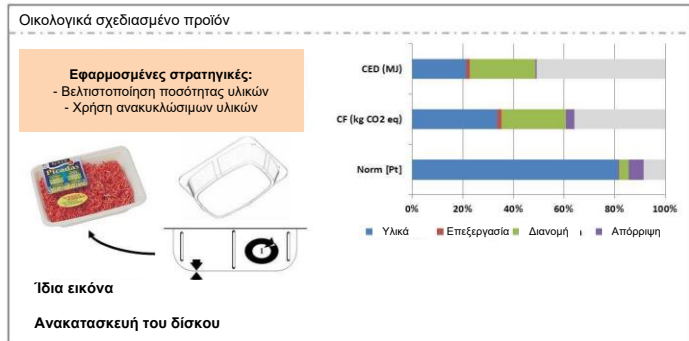 Οικολογικά σχεδιασμένο προϊόν
Εφαρμοσμένες στρατηγικές:
- Βελτιστοποίηση ποσότητας υλικών
- Χρήση ανακυκλώσιμων υλικών
Picadas
Ίδια εικόνα
Ανακατασκευή του δίσκου
CED (MJ)
CF (kg CO2 eq)
Norm [Pt]
0% 20% 40% 60% 80% 100%
Υλικά Επεξεργασία Διανομή Απόρριψη